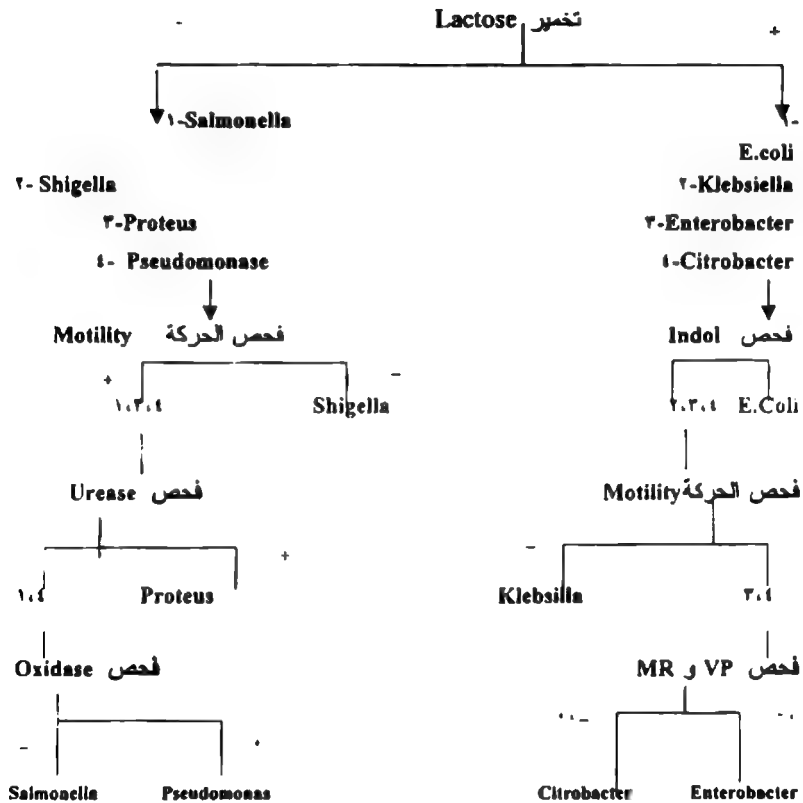 تخمير Lactose
- +
١-Salmonella ١-
E.coli
٢- Shigella ٢-Klebsiella
٣-Proteus ٣-Enterobacter
٤- Pseudomonase ٤-Citrobacter
فحص الحركة Motility فحص Indol
+ -
١،٣،٤ Shigella ٢،٣،٤ E.Coli
فحص Urease فحص الحركة Motility
+ -
١،٤ Proteus Klebsilla ٣،٤
فحص Oxidase فحص VP و MR
-
Salmonella Pseudomonas Citrobacter Enterobacter